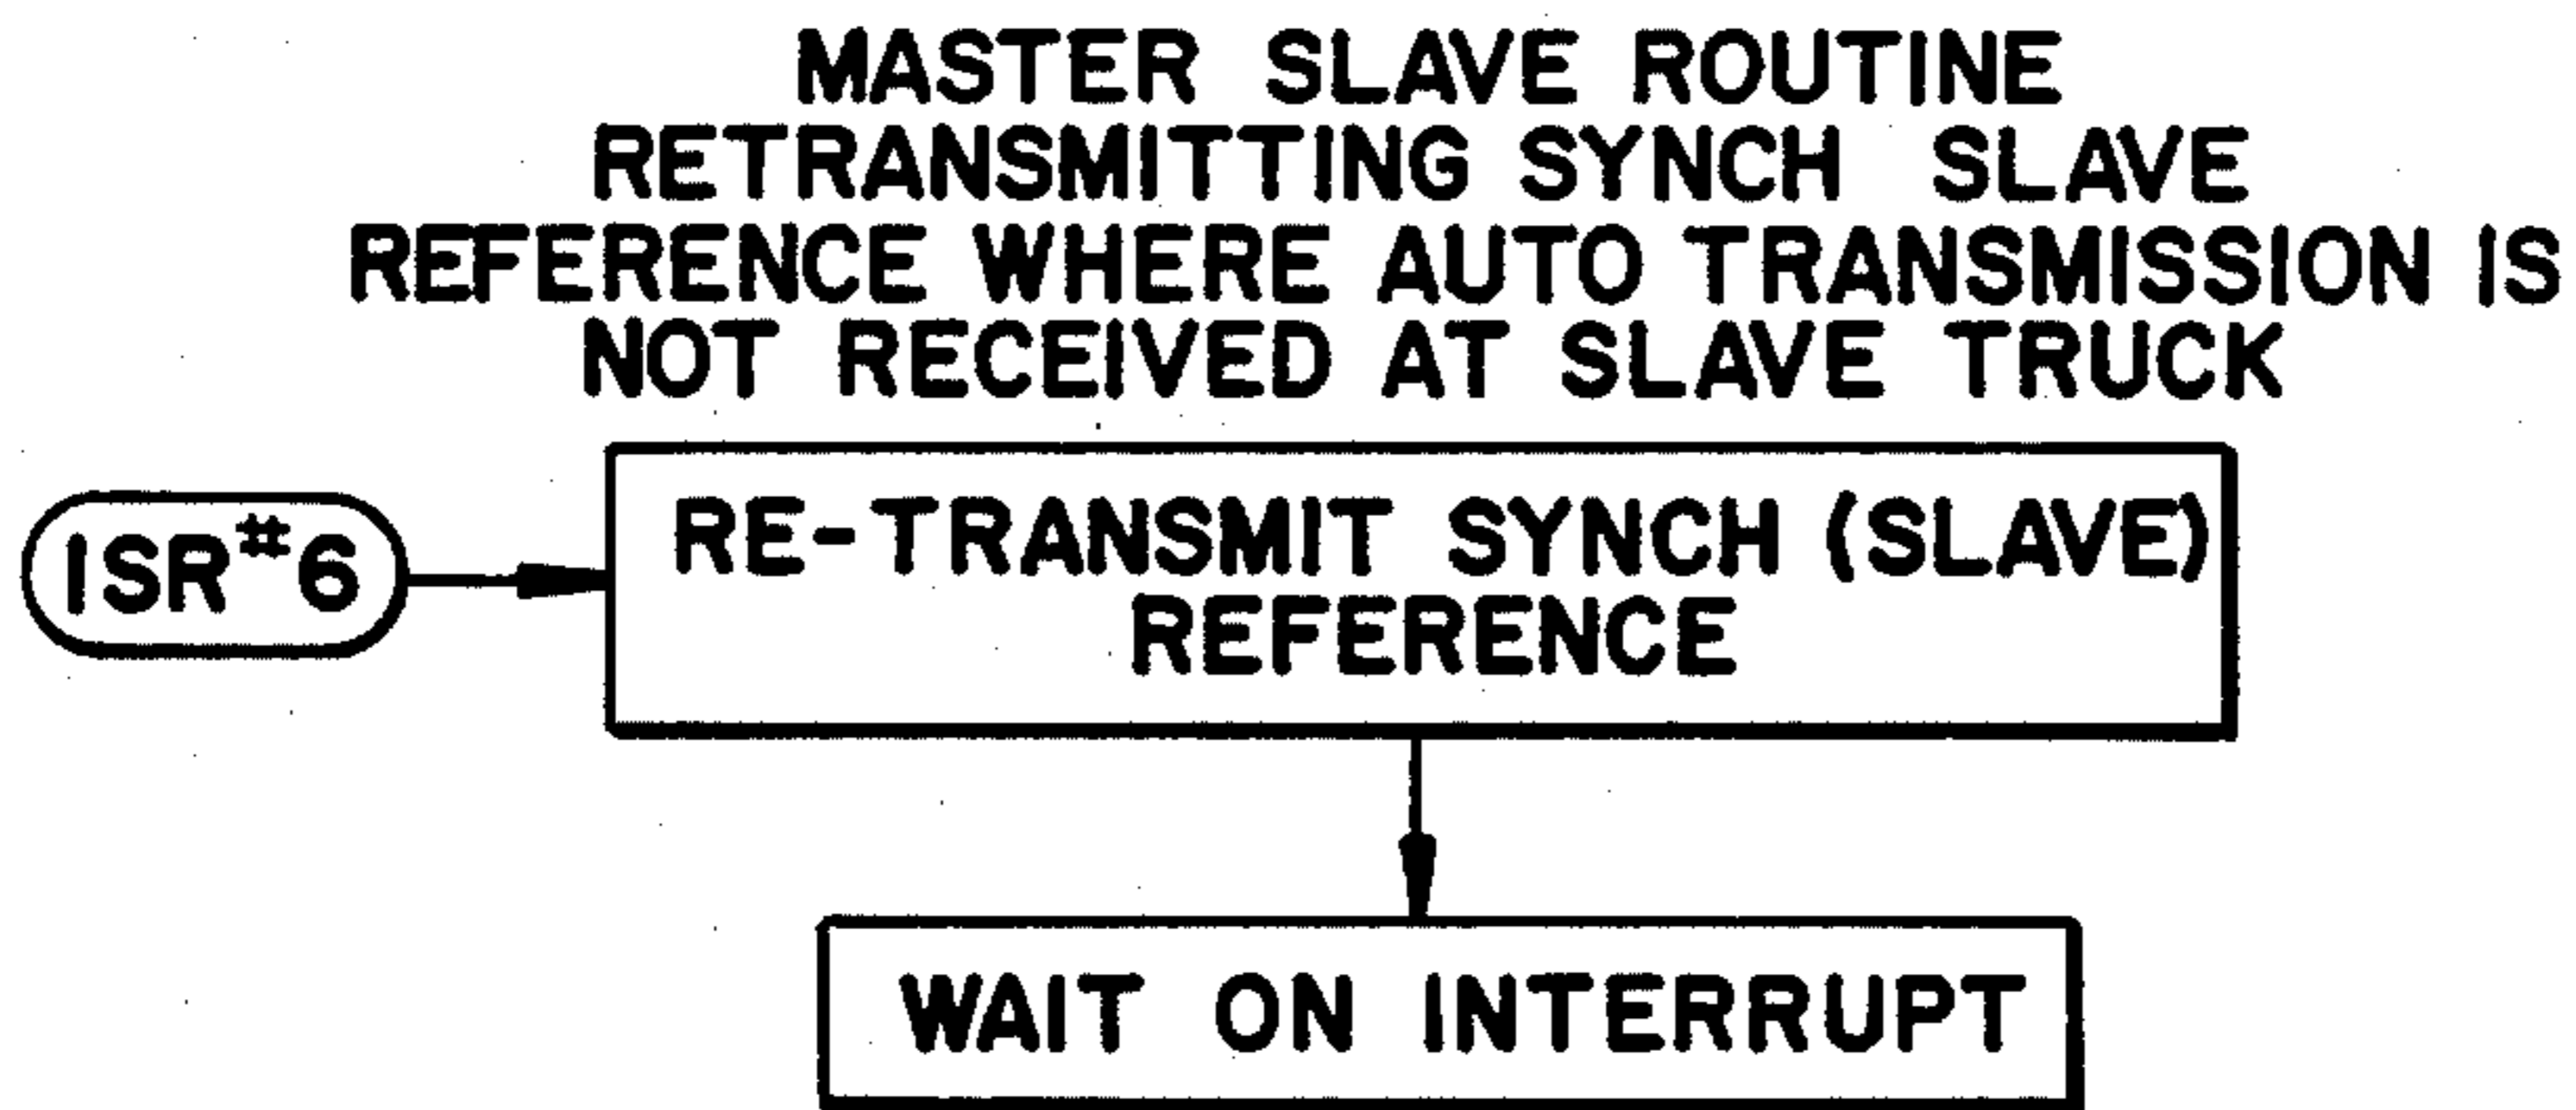 MASTER SLAVE ROUTINE
RETRANSMITTING SYNCH SLAVE
REFERENCE WHERE AUTO TRANSMISSION IS
NOT RECEIVED AT SLAVE TRUCK
ISR#6
RE-TRANSMIT SYNCH (SLAVE)
REFERENCE
WAIT ON INTERRUPT